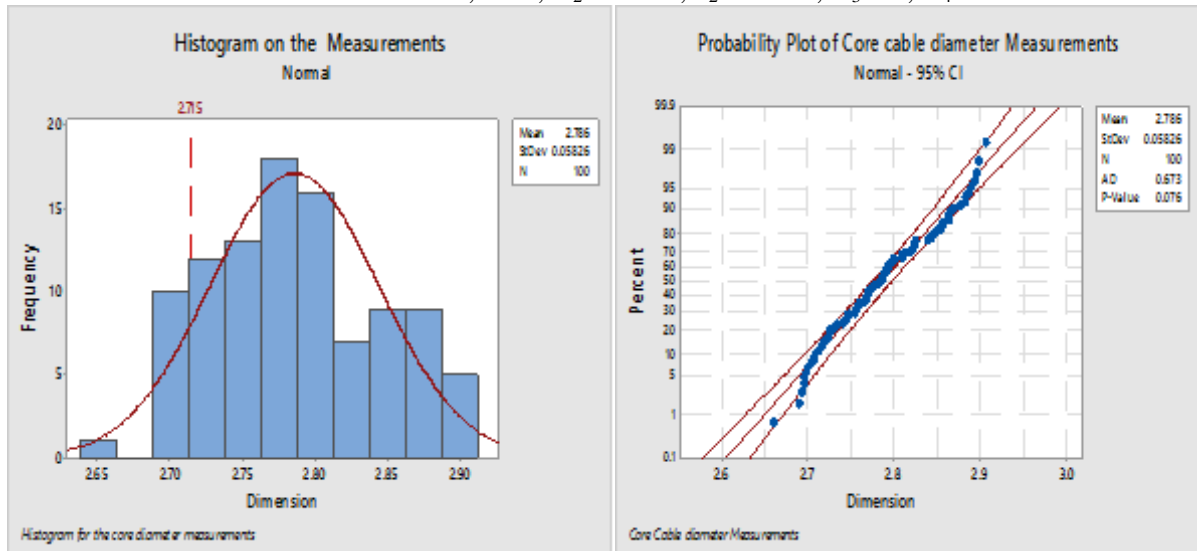 Histogram on the Measurements
Normal
2.715
Mean 2.786
StDev 0.05826
N 100
20
15
10
5
0
Frequency
2.65 2.70 2.75 2.80 2.85 2.90
Dimension
Histogram for the core diameter measurements
Probability Plot of Core cable diameter Measurements
Normal - 95% CI
Mean 2.786
StDev 0.05826
N 100
AD 0.673
P-Value 0.076
99.9
99
95
90
80
70
60
50
40
30
20
10
5
1
0.1
Percent
2.6 2.7 2.8 2.9 3.0
Dimension
Core Cable diameter Measurements